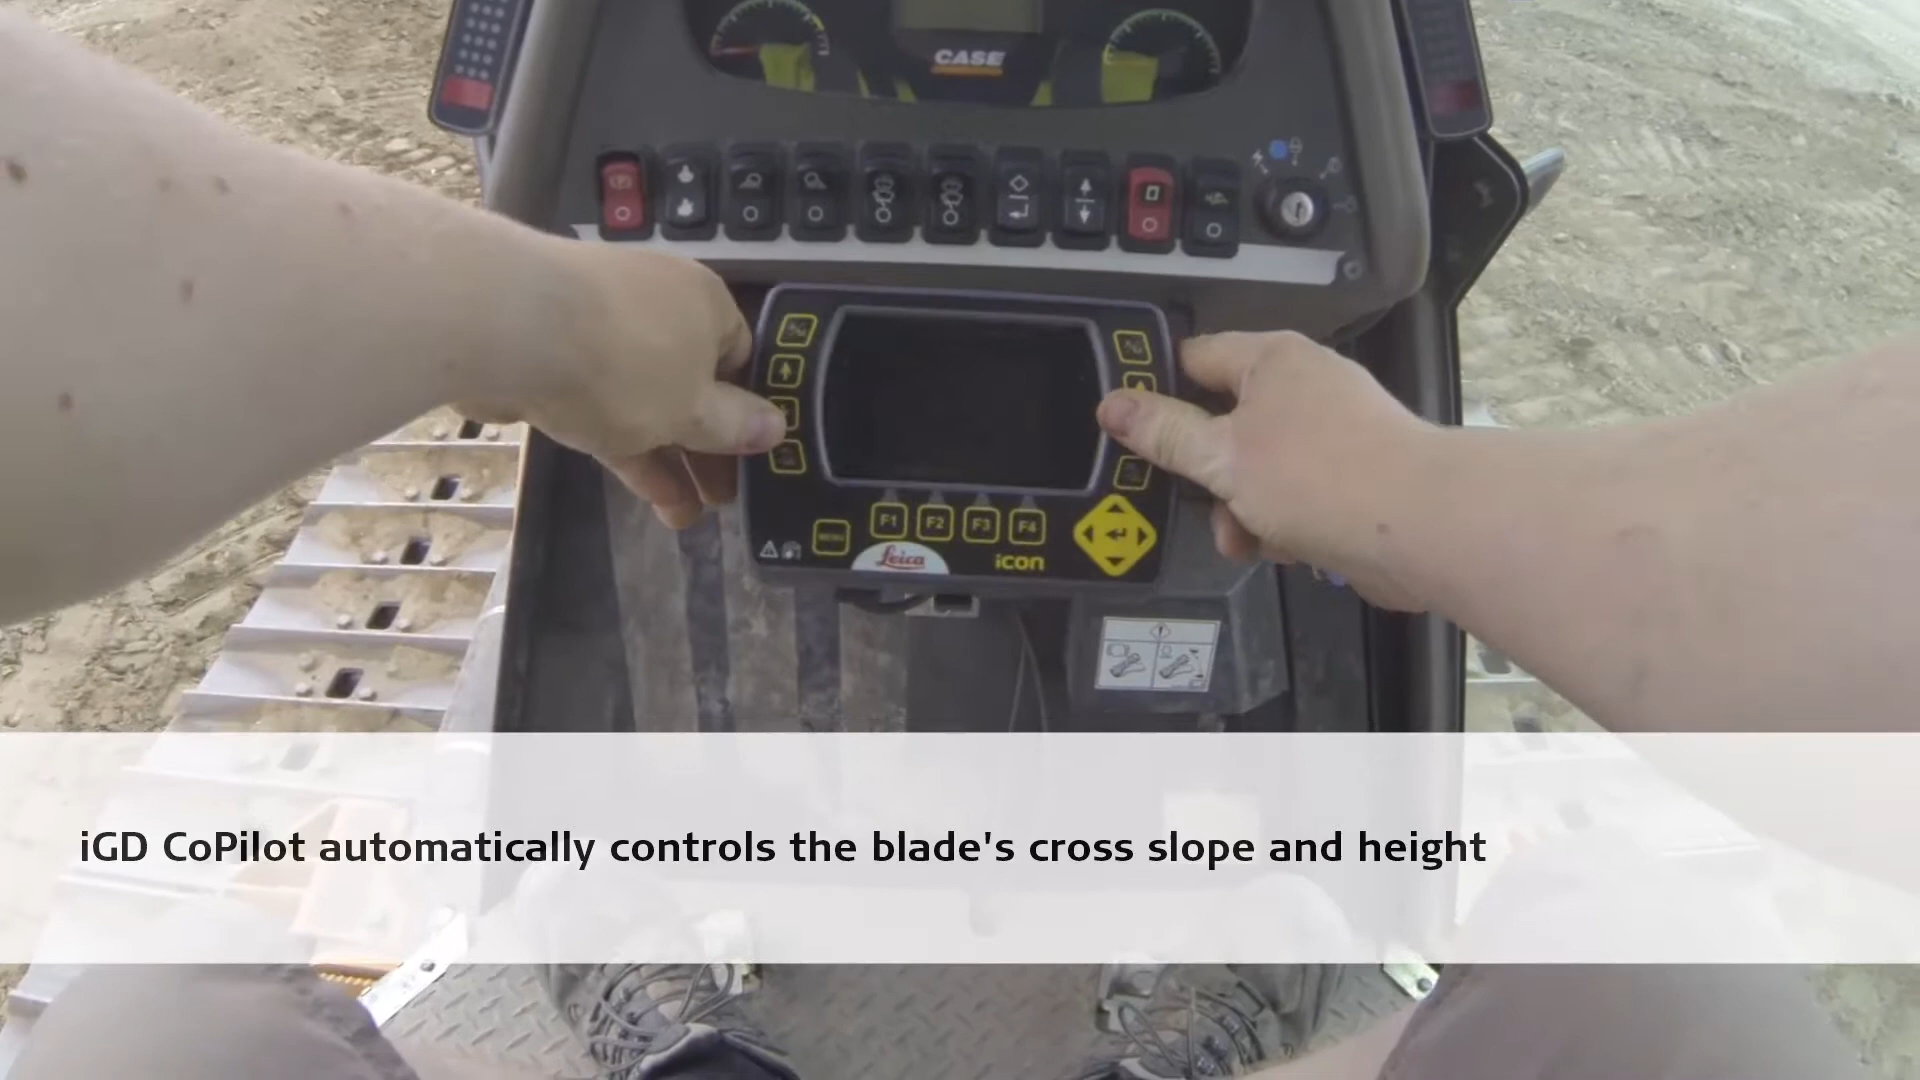 CASE
MENU
F1 F2 F3 F4
Leica
icon
iGD CoPilot automatically controls the blade's cross slope and height